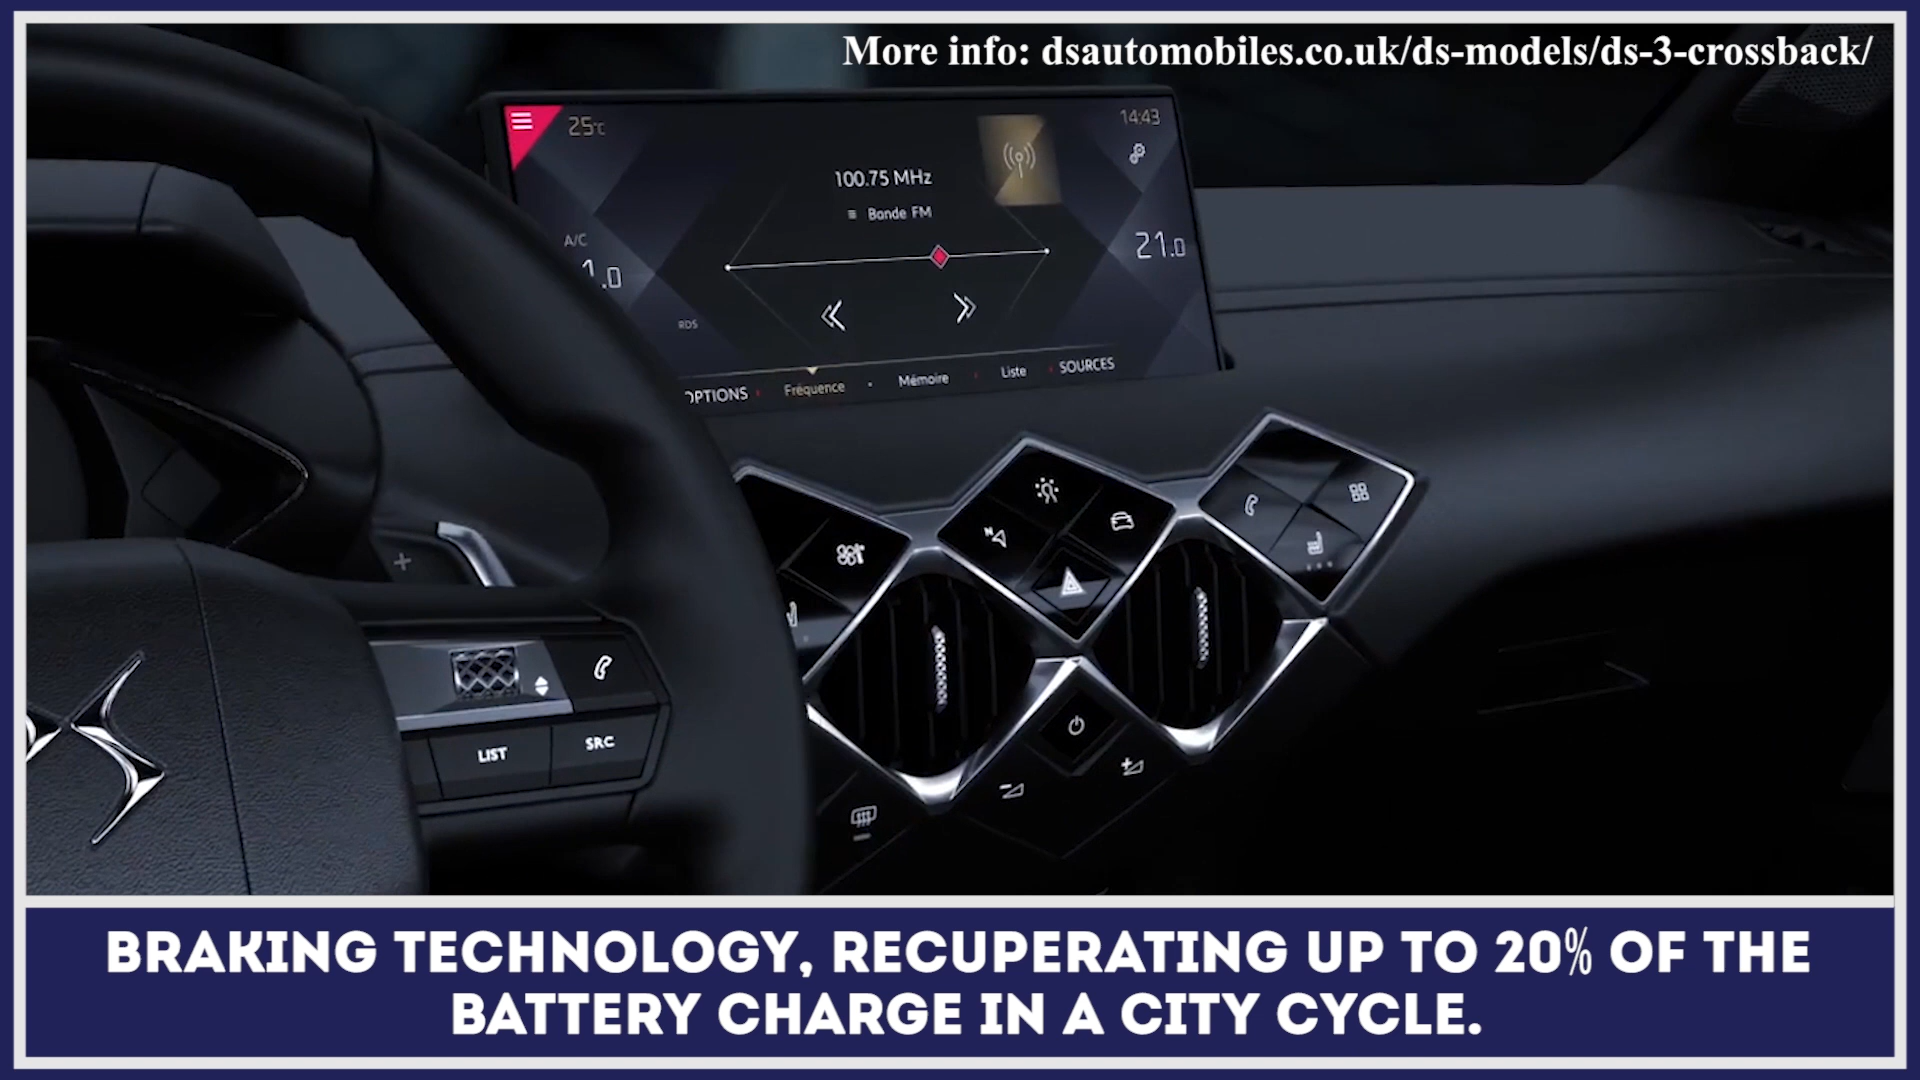 More info: dsautomobiles.co.uk/ds-models/ds-3-crossback/
25°C
14:43
100.75 MHz
Bande FM
A/C
21.0
RDS
OPTIONS Fréquence Mémoire Liste SOURCES
LIST
SRC
BRAKING TECHNOLOGY, RECUPERATING UP TO 20% OF THE
BATTERY CHARGE IN A CITY CYCLE.